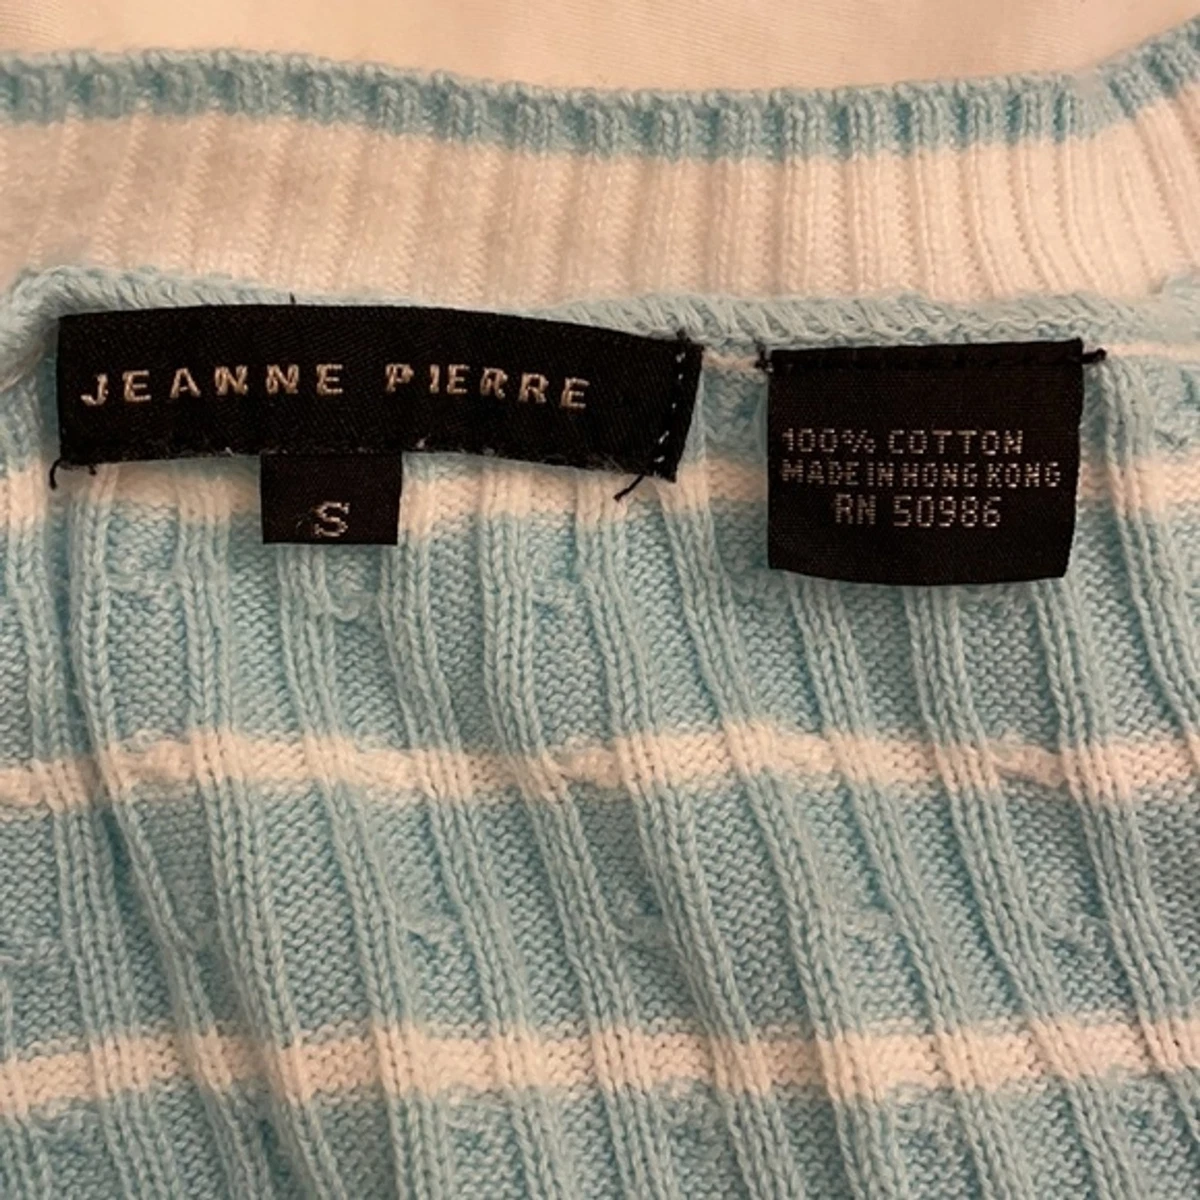 JEANNE PIERRE
S
100% COTTON
MADE IN HONG KONG
RN 50986